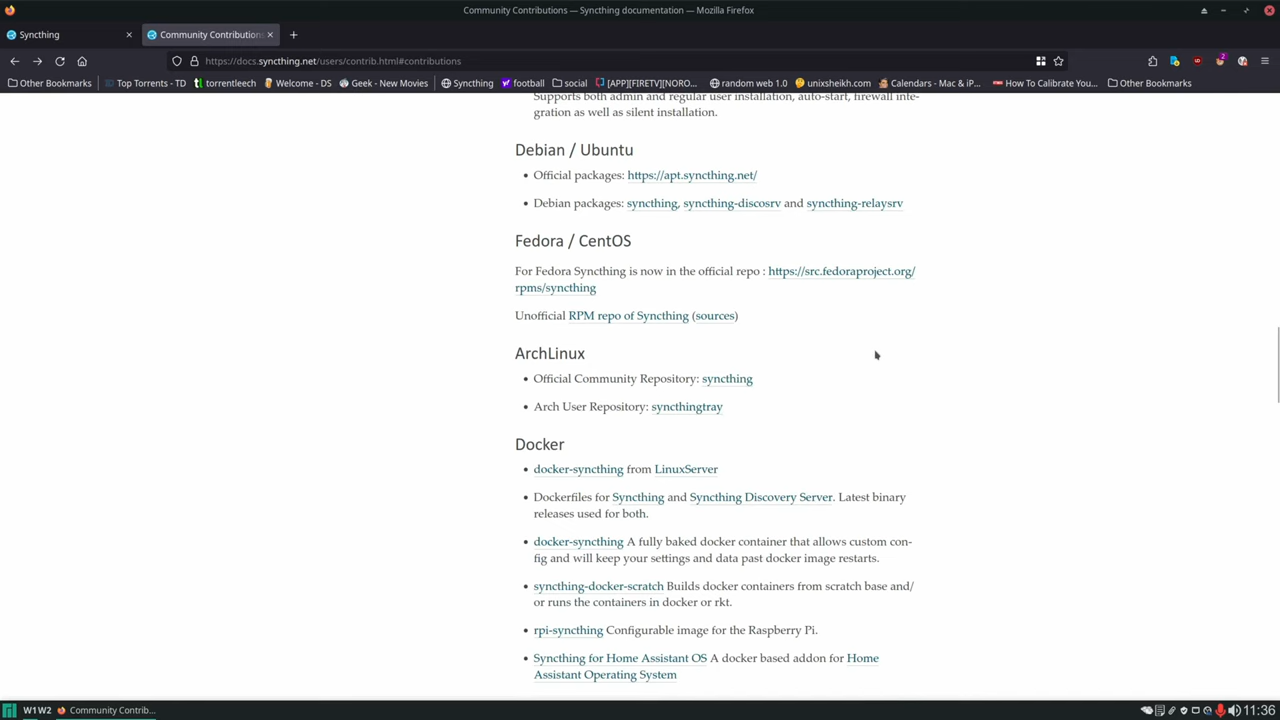 Community Contributions — Syncthing documentation — Mozilla Firefox
Syncthing
Community Contributions
https://docs.syncthing.net/users/contrib.html#contributions
Other Bookmarks
Top Torrents - TD
torrentleech
Welcome - DS
Geek - New Movies
Syncthing
football
social
[APP][FIRETV][NORO...
random web 1.0
unixsheikh.com
Calendars - Mac & iP...
How To Calibrate You...
Other Bookmarks
Supports both admin and regular user installation, auto-start, firewall inte-
gration as well as silent installation.
Debian / Ubuntu
• Official packages: https://apt.syncthing.net/
• Debian packages: syncthing, syncthing-discosrv and syncthing-relaysrv
Fedora / CentOS
For Fedora Syncthing is now in the official repo : https://src.fedoraproject.org/
rpms/syncthing
Unofficial RPM repo of Syncthing (sources)
ArchLinux
• Official Community Repository: syncthing
• Arch User Repository: syncthingtray
Docker
• docker-syncthing from LinuxServer
• Dockerfiles for Syncthing and Syncthing Discovery Server. Latest binary
releases used for both.
• docker-syncthing A fully baked docker container that allows custom con-
fig and will keep your settings and data past docker image restarts.
• syncthing-docker-scratch Builds docker containers from scratch base and/
or runs the containers in docker or rkt.
• rpi-syncthing Configurable image for the Raspberry Pi.
• Syncthing for Home Assistant OS A docker based addon for Home
Assistant Operating System
W1W2
Community Contrib...
11:36